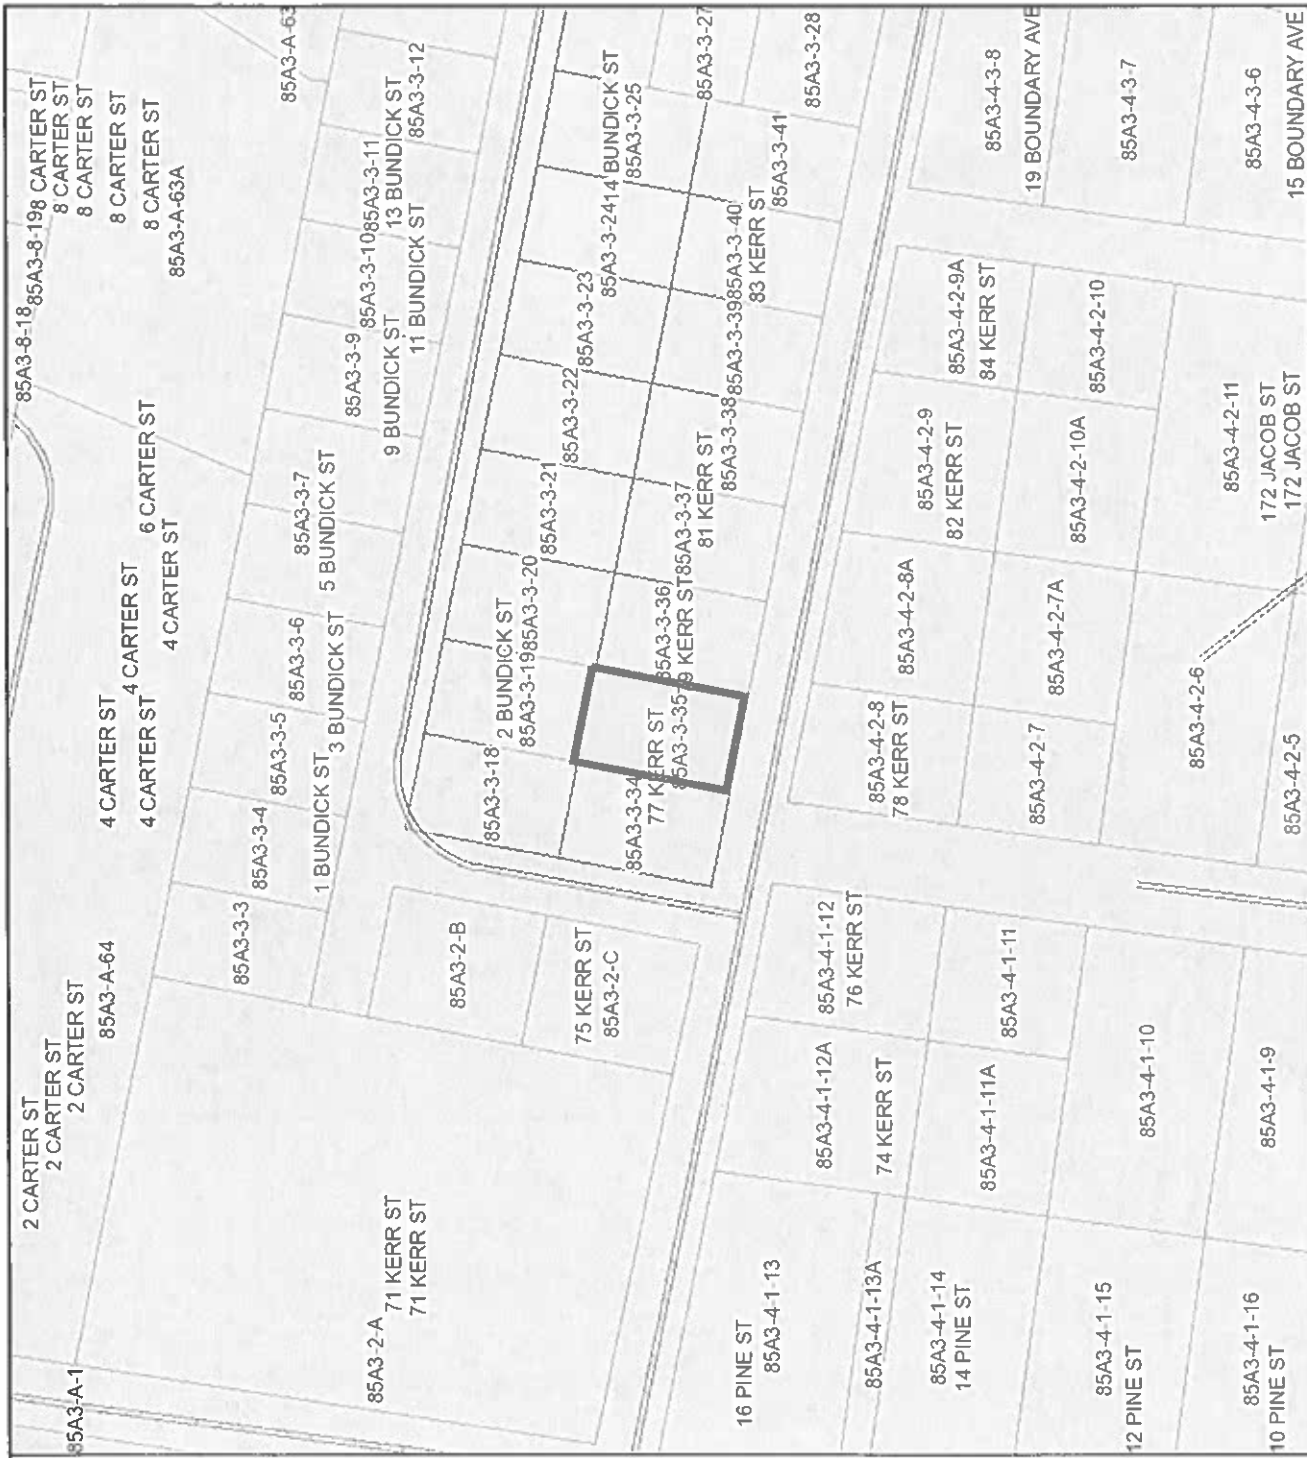 2 CARTER ST
2 CARTER ST
2 CARTER ST
85A3-A-64
4 CARTER ST
4 CARTER ST
4 CARTER ST
4 CARTER ST
6 CARTER ST
85A3-8-18
85A3-8-19
8 CARTER ST
8 CARTER ST
8 CARTER ST
8 CARTER ST
8 CARTER ST
85A3-A-63A
85A3-A-63
85A3-A-1
85A3-2-A
71 KERR ST
71 KERR ST
85A3-3-3
85A3-3-4
1 BUNDICK ST
85A3-3-5
85A3-3-6
3 BUNDICK ST
85A3-3-7
5 BUNDICK ST
85A3-3-9
9 BUNDICK ST
85A3-3-10
11 BUNDICK ST
85A3-3-11
13 BUNDICK ST
85A3-3-12
85A3-2-B
75 KERR ST
85A3-2-C
85A3-3-18
2 BUNDICK ST
85A3-3-19
85A3-3-20
85A3-3-21
85A3-3-22
85A3-3-23
85A3-3-24
14 BUNDICK ST
85A3-3-25
85A3-3-27
85A3-3-28
85A3-3-34
77 KERR ST
85A3-3-35
85A3-3-36
KERR ST
85A3-3-37
81 KERR ST
85A3-3-38
85A3-3-39
85A3-3-40
83 KERR ST
85A3-3-41
16 PINE ST
85A3-4-1-13
85A3-4-1-13A
85A3-4-1-14
14 PINE ST
85A3-4-1-15
12 PINE ST
85A3-4-1-16
10 PINE ST
85A3-4-1-12A
74 KERR ST
85A3-4-1-12
76 KERR ST
85A3-4-1-11A
85A3-4-1-11
85A3-4-1-10
85A3-4-1-9
85A3-4-2-8
78 KERR ST
85A3-4-2-8A
85A3-4-2-9
82 KERR ST
85A3-4-2-9A
84 KERR ST
85A3-4-2-7
85A3-4-2-7A
85A3-4-2-10A
85A3-4-2-10
85A3-4-2-6
85A3-4-2-5
85A3-4-2-11
172 JACOB ST
172 JACOB ST
85A3-4-3-8
19 BOUNDARY AVE
85A3-4-3-7
85A3-4-3-6
15 BOUNDARY AVE